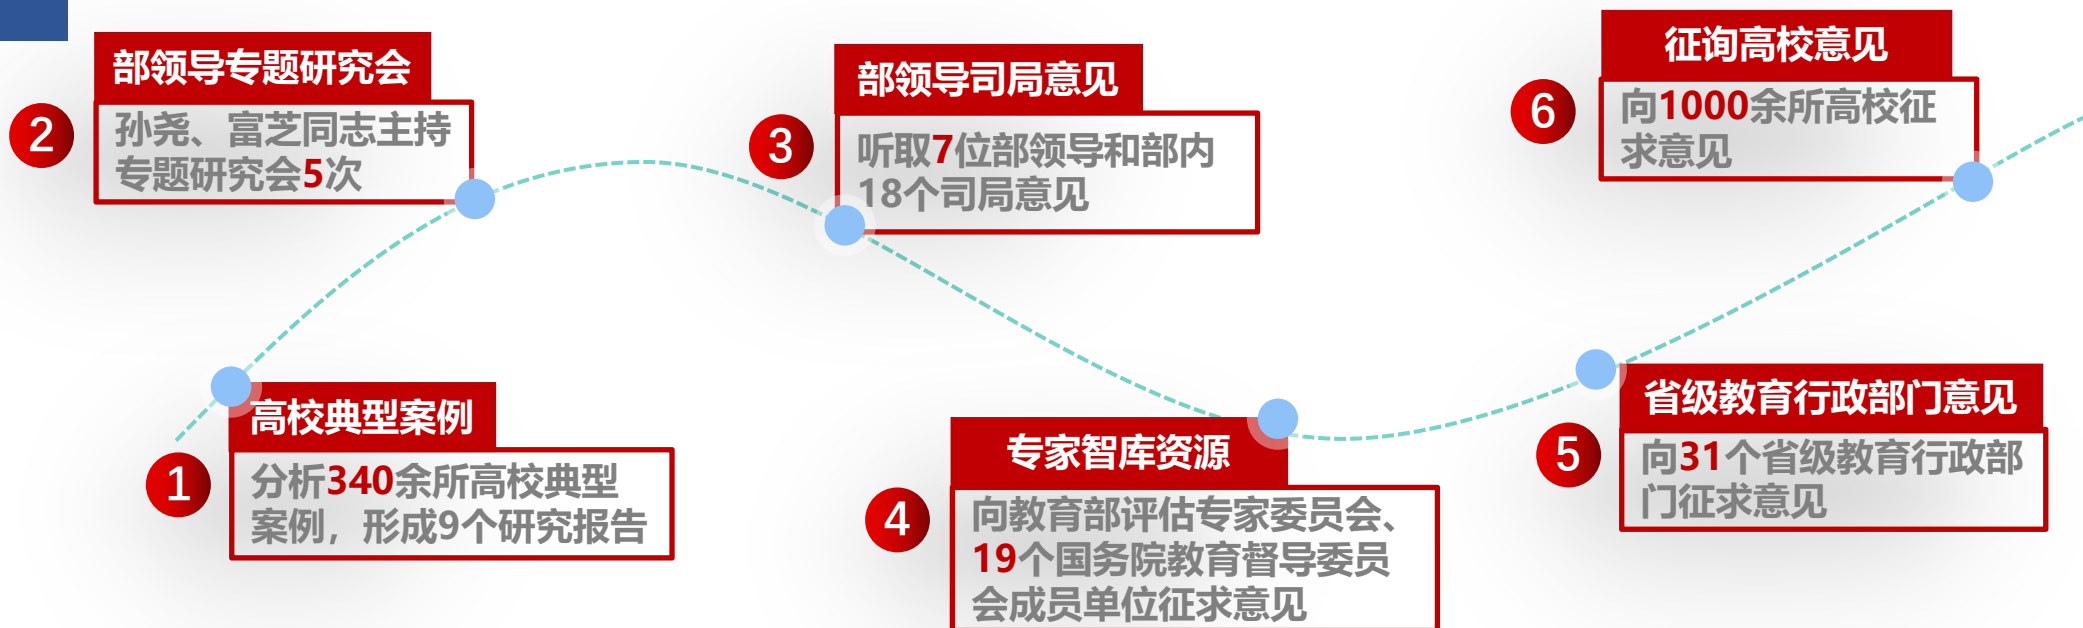 1
高校典型案例
分析340余所高校典型
案例，形成9个研究报告
2
部领导专题研究会
孙尧、富芝同志主持
专题研究会5次
3
部领导司局意见
听取7位部领导和部内
18个司局意见
4
专家智库资源
向教育部评估专家委员会、
19个国务院教育督导委员
会成员单位征求意见
5
省级教育行政部门意见
向31个省级教育行政部
门征求意见
6
征询高校意见
向1000余所高校征
求意见